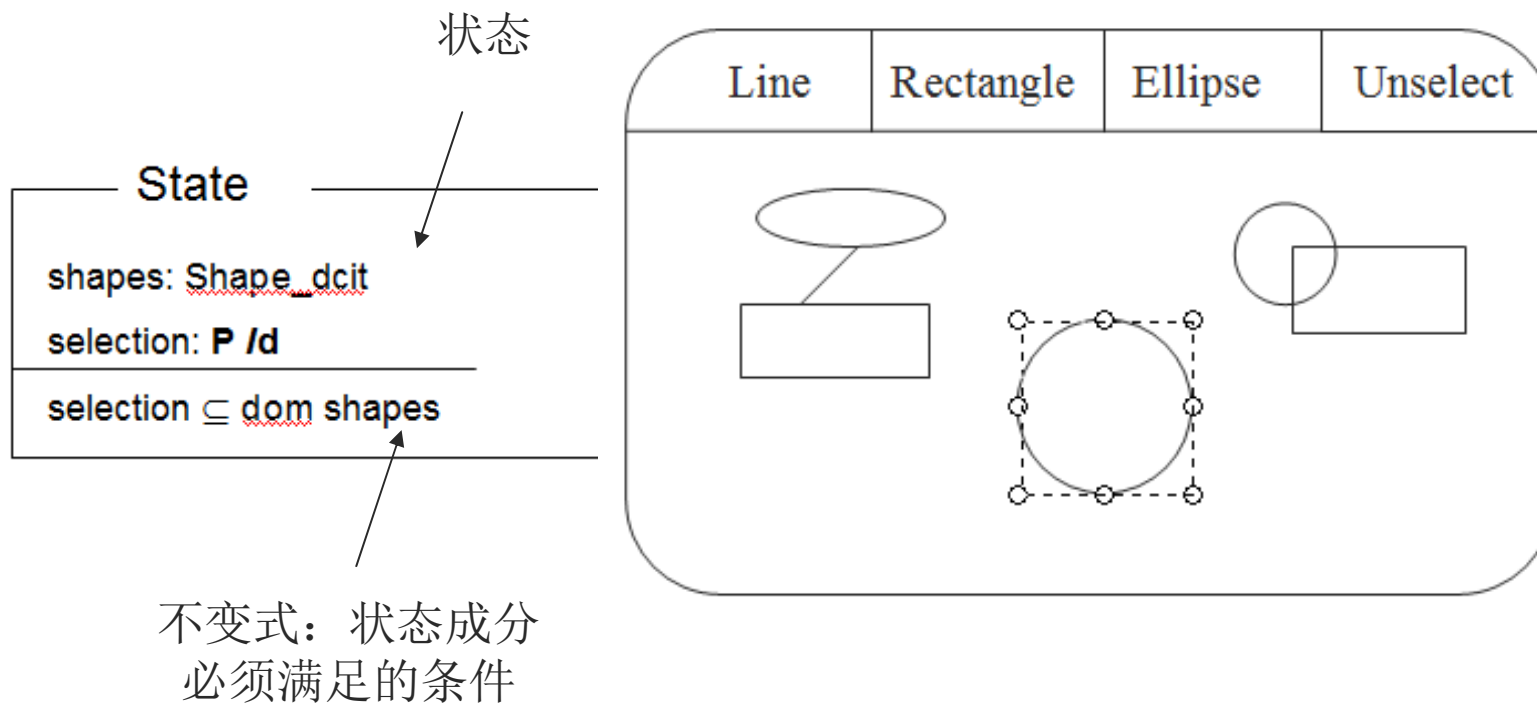 状态
State
shapes: Shape_dcit
selection: P /d
selection ⊆ dom shapes
不变式：状态成分
必须满足的条件
Line Rectangle Ellipse Unselect